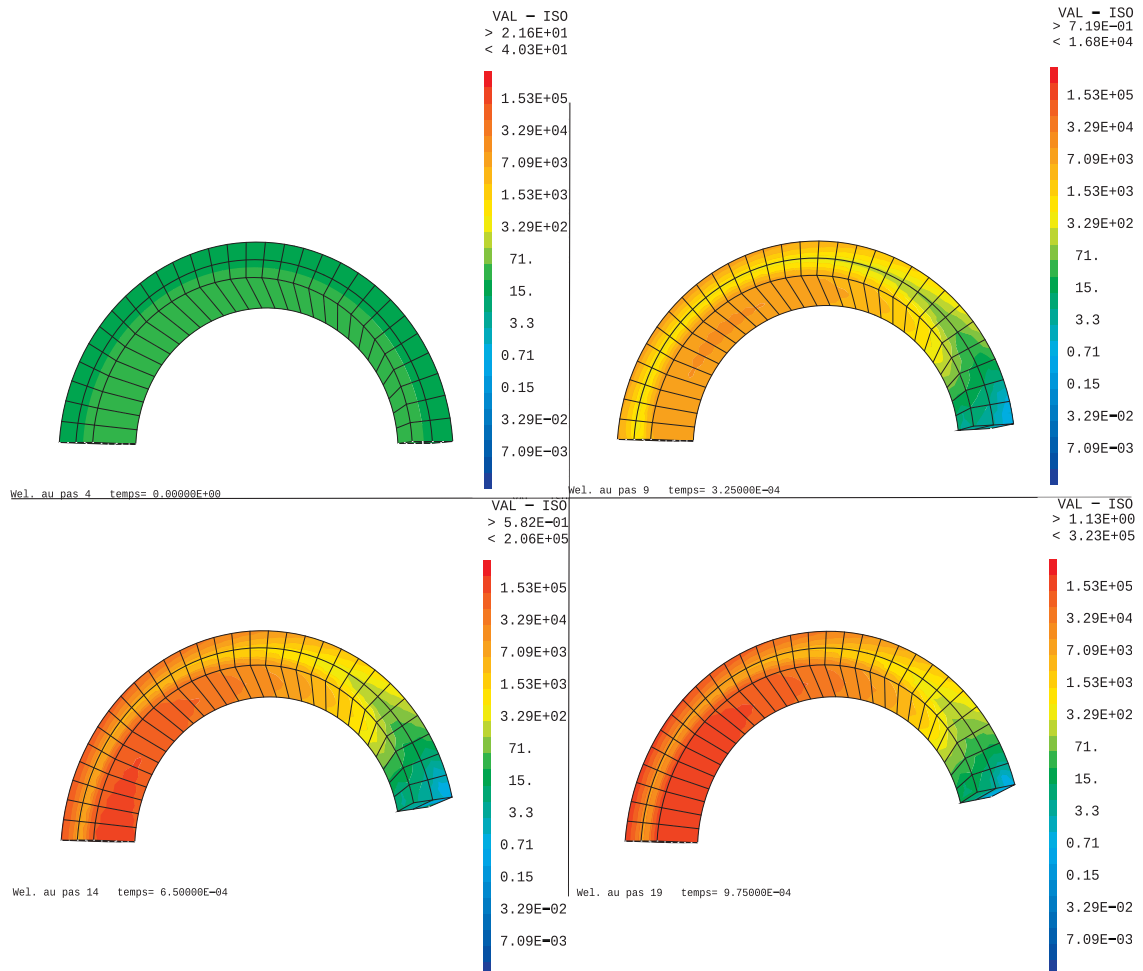 VAL − ISO
> 2.16E+01
< 4.03E+01
1.53E+05
3.29E+04
7.09E+03
1.53E+03
3.29E+02
71.
15.
3.3
0.71
0.15
3.29E−02
7.09E−03
Wel. au pas 4 temps= 0.00000E+00
VAL − ISO
> 7.19E−01
< 1.68E+04
1.53E+05
3.29E+04
7.09E+03
1.53E+03
3.29E+02
71.
15.
3.3
0.71
0.15
3.29E−02
7.09E−03
Wel. au pas 9 temps= 3.25000E−04
VAL − ISO
> 5.82E−01
< 2.06E+05
1.53E+05
3.29E+04
7.09E+03
1.53E+03
3.29E+02
71.
15.
3.3
0.71
0.15
3.29E−02
7.09E−03
Wel. au pas 14 temps= 6.50000E−04
VAL − ISO
> 1.13E+00
< 3.23E+05
1.53E+05
3.29E+04
7.09E+03
1.53E+03
3.29E+02
71.
15.
3.3
0.71
0.15
3.29E−02
7.09E−03
Wel. au pas 19 temps= 9.75000E−04